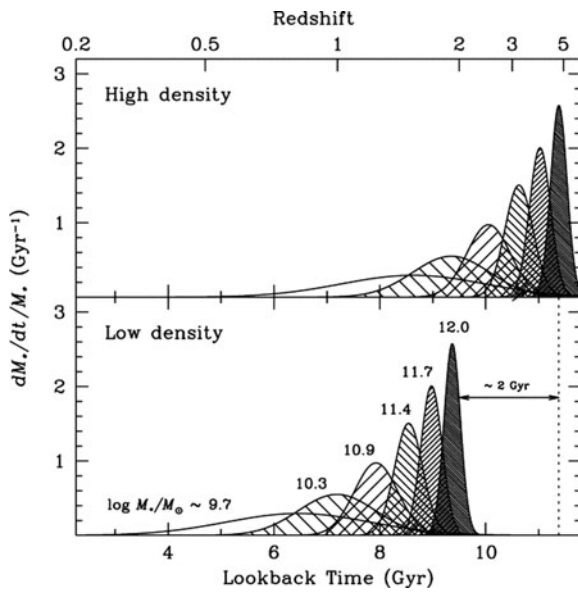 Redshift
0.2 0.5 1 2 3 5
High density
3
2
1
Low density
3
2
1
12.0
11.7
11.4
10.9
10.3
~ 2 Gyr
log M*/M⊙ ~ 9.7
dM*/dt/M* (Gyr⁻¹)
4 6 8 10
Lookback Time (Gyr)